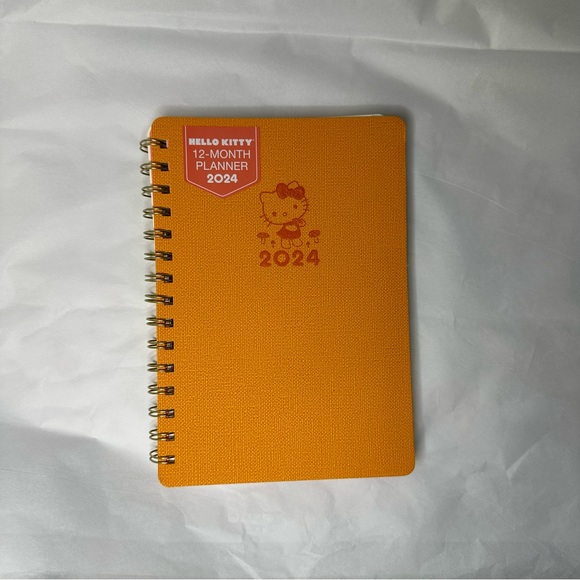 HELLO KITTY
12-MONTH
PLANNER
2024
2024